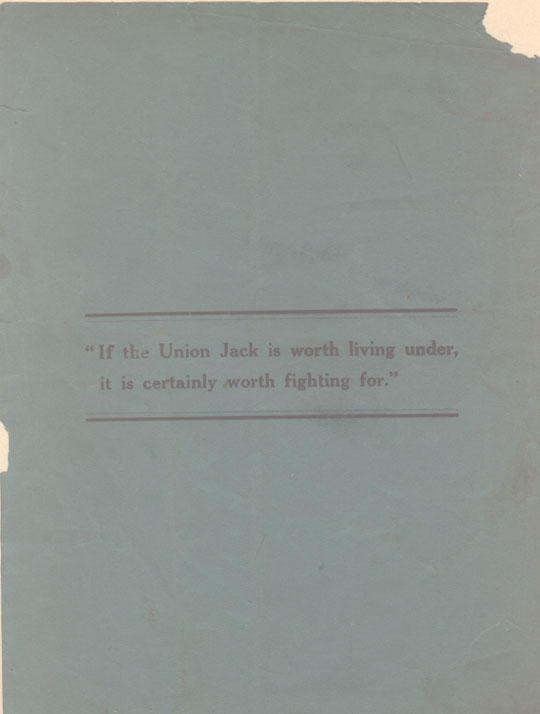 “If the Union Jack is worth living under,
it is certainly worth fighting for.”